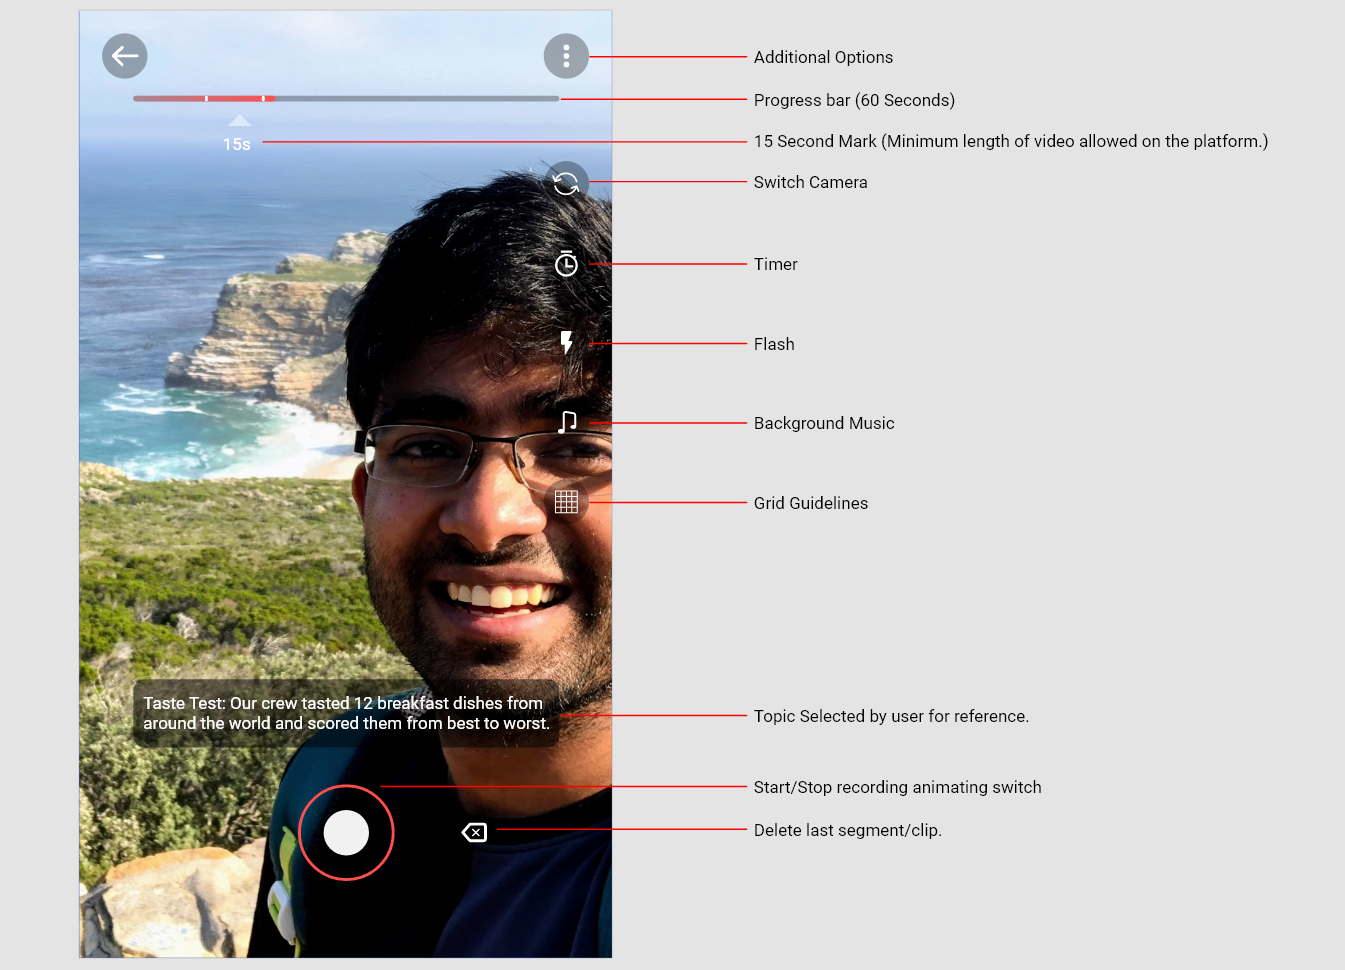 Additional Options
Progress bar (60 Seconds)
15s
15 Second Mark (Minimum length of video allowed on the platform.)
Switch Camera
Timer
Flash
Background Music
Grid Guidelines
Taste Test: Our crew tasted 12 breakfast dishes from
around the world and scored them from best to worst.
Topic Selected by user for reference.
Start/Stop recording animating switch
Delete last segment/clip.